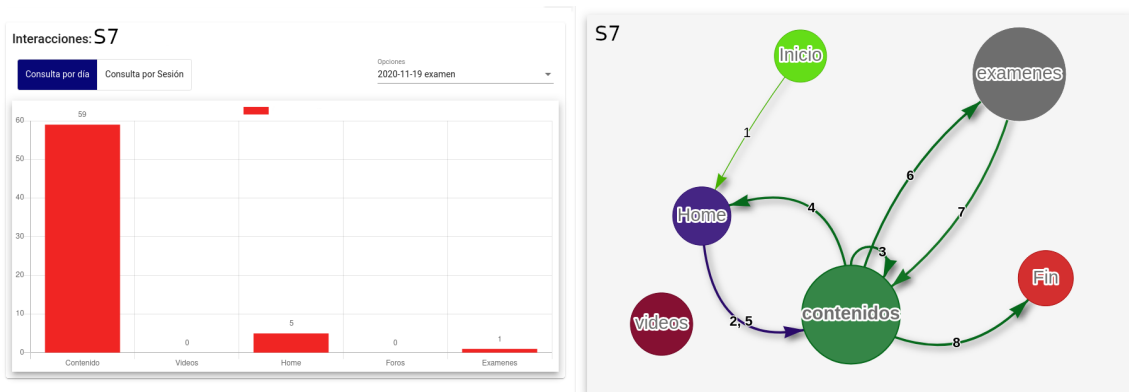 Interacciones: S7
Consulta por día
Consulta por Sesión
Opciones
2020-11-19 examen
60
50
40
30
20
10
0
59
0
5
0
1
Contenido
Videos
Home
Foros
Examenes
S7
Inicio
examenes
1
6
Home
4
7
3
Fin
contenidos
videos
2, 5
8